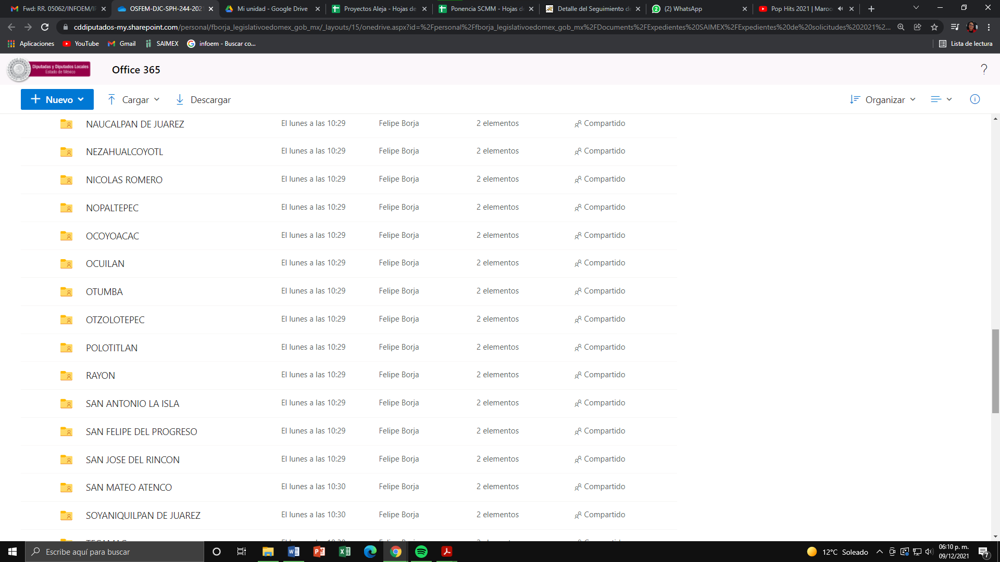 Fwd: RR. 05062/INFOEM/IP
OSFEM-DJC-SPH-244-2021
Mi unidad - Google Drive
Proyectos Aleja - Hojas de
Ponencia SCMM - Hojas d
Detalle del Seguimiento de
(2) WhatsApp
Pop Hits 2021 | Maroo
cddiputados-my.sharepoint.com/personal/fborja_legislativoedomex_gob_mx/_layouts/15/onedrive.aspx?id=%2Fpersonal%2Ffborja_legislativoedomex_gob_mx%2FDocuments%2FExpedientes%20SAIMEX%2FExpedientes%20de%20solicitudes%202021%2...
Aplicaciones YouTube Gmail SAIMEX infoem - Buscar co... Lista de lectura
Diputadas y Diputados Locales
Estado de México
Office 365 ?
+ Nuevo Cargar Descargar Organizar
NAUCALPAN DE JUAREZ El lunes a las 10:29 Felipe Borja 2 elementos Compartido
NEZAHUALCOYOTL El lunes a las 10:29 Felipe Borja 2 elementos Compartido
NICOLAS ROMERO El lunes a las 10:29 Felipe Borja 2 elementos Compartido
NOPALTEPEC El lunes a las 10:29 Felipe Borja 2 elementos Compartido
OCOYOACAC El lunes a las 10:29 Felipe Borja 2 elementos Compartido
OCUILAN El lunes a las 10:29 Felipe Borja 2 elementos Compartido
OTUMBA El lunes a las 10:29 Felipe Borja 2 elementos Compartido
OTZOLOTEPEC El lunes a las 10:29 Felipe Borja 2 elementos Compartido
POLOTITLAN El lunes a las 10:29 Felipe Borja 2 elementos Compartido
RAYON El lunes a las 10:29 Felipe Borja 2 elementos Compartido
SAN ANTONIO LA ISLA El lunes a las 10:29 Felipe Borja 2 elementos Compartido
SAN FELIPE DEL PROGRESO El lunes a las 10:29 Felipe Borja 2 elementos Compartido
SAN JOSE DEL RINCON El lunes a las 10:29 Felipe Borja 2 elementos Compartido
SAN MATEO ATENCO El lunes a las 10:30 Felipe Borja 2 elementos Compartido
SOYANIQUILPAN DE JUAREZ El lunes a las 10:30 Felipe Borja 2 elementos Compartido
Escribe aquí para buscar
12°C Soleado
06:10 p. m.
09/12/2021
7